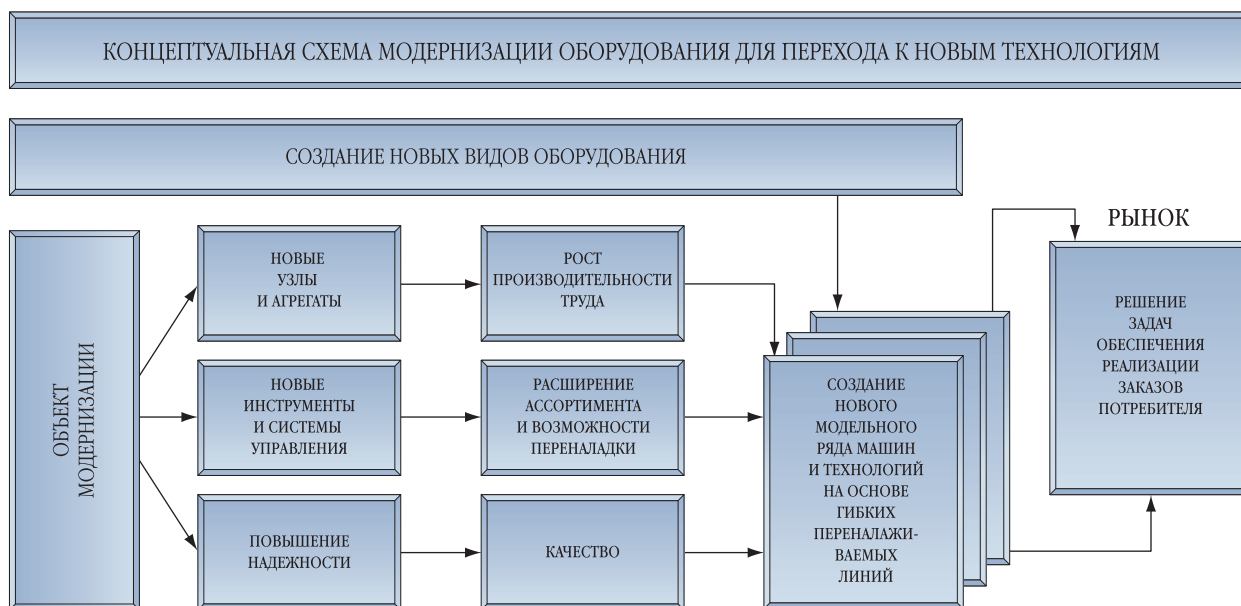 КОНЦЕПТУАЛЬНАЯ СХЕМА МОДЕРНИЗАЦИИ ОБОРУДОВАНИЯ ДЛЯ ПЕРЕХОДА К НОВЫМ ТЕХНОЛОГИЯМ
СОЗДАНИЕ НОВЫХ ВИДОВ ОБОРУДОВАНИЯ
ОБЪЕКТ
МОДЕРНИЗАЦИИ
НОВЫЕ
УЗЛЫ
И АГРЕГАТЫ
РОСТ
ПРОИЗВОДИТЕЛЬНОСТИ
ТРУДА
НОВЫЕ
ИНСТРУМЕНТЫ
И СИСТЕМЫ
УПРАВЛЕНИЯ
РАСШИРЕНИЕ
АССОРТИМЕНТА
И ВОЗМОЖНОСТИ
ПЕРЕНАЛАДКИ
ПОВЫШЕНИЕ
НАДЕЖНОСТИ
КАЧЕСТВО
СОЗДАНИЕ
НОВОГО
МОДЕЛЬНОГО
РЯДА МАШИН
И ТЕХНОЛОГИЙ
НА ОСНОВЕ
ГИБКИХ
ПЕРЕНАЛАЖИ-
ВАЕМЫХ
ЛИНИЙ
РЫНОК
РЕШЕНИЕ
ЗАДАЧ
ОБЕСПЕЧЕНИЯ
РЕАЛИЗАЦИИ
ЗАКАЗОВ
ПОТРЕБИТЕЛЯ